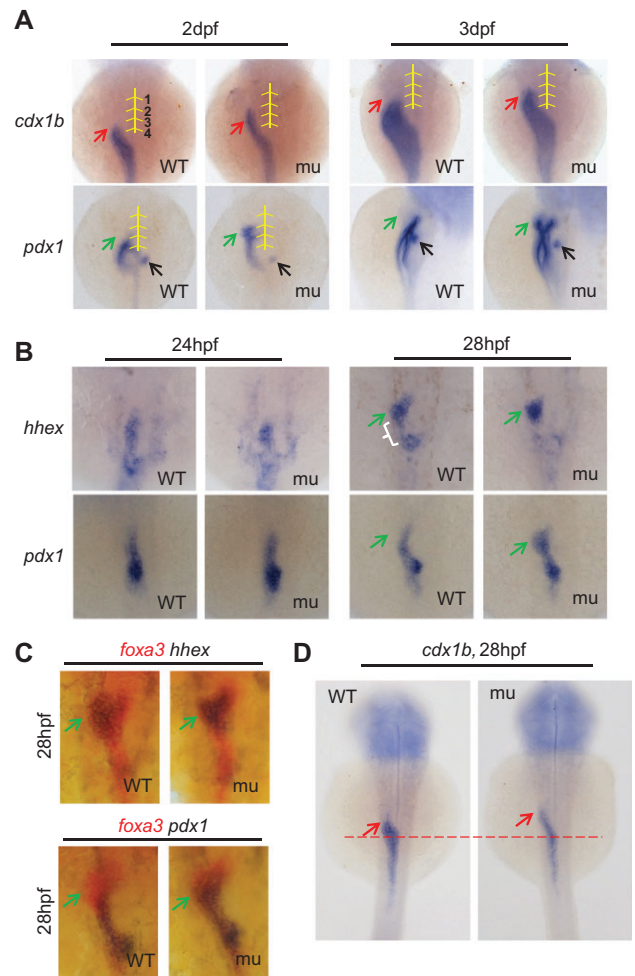 A
2dpf
3dpf
cdx1b
1
2
3
4
WT
mu
WT
mu
pdx1
WT
mu
WT
mu
B
24hpf
28hpf
hhex
WT
mu
WT
mu
pdx1
WT
mu
WT
mu
C
foxa3 hhex
28hpf
WT
mu
foxa3 pdx1
28hpf
WT
mu
D
cdx1b, 28hpf
WT
mu